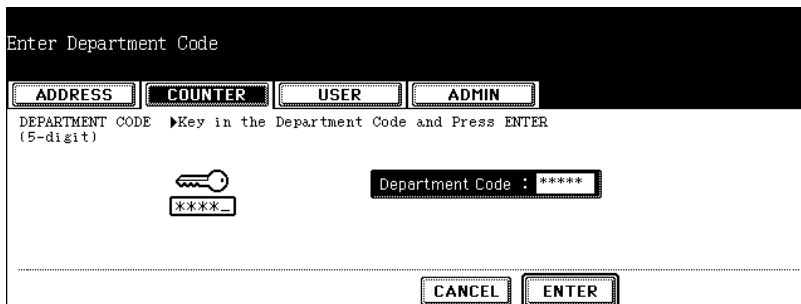 Enter Department Code
ADDRESS COUNTER USER ADMIN
DEPARTMENT CODE ▶Key in the Department Code and Press ENTER
(5-digit)
Department Code : *****
****_
CANCEL ENTER